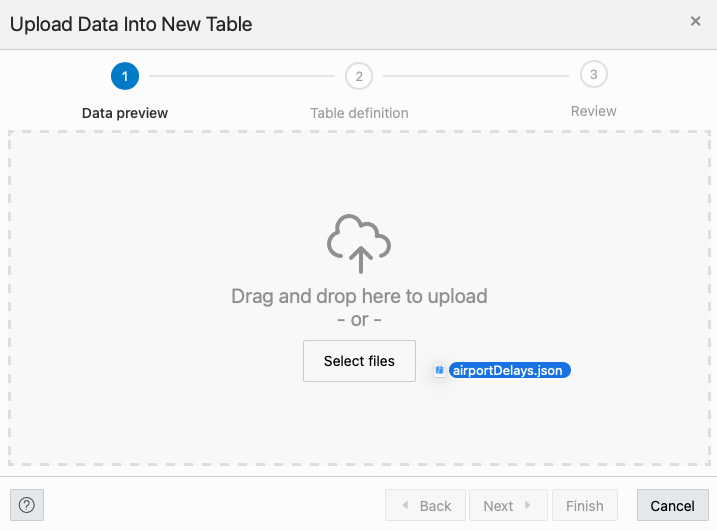 Upload Data Into New Table
1
2
3
Data preview
Table definition
Review
Drag and drop here to upload
- or -
Select files
airportDelays.json
Back
Next
Finish
Cancel